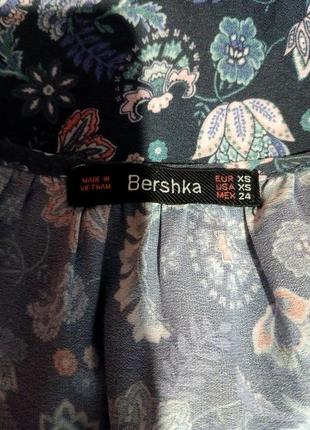 MADE IN
VIETNAM
Bershka
EUR XS
USA XS
MEX 24